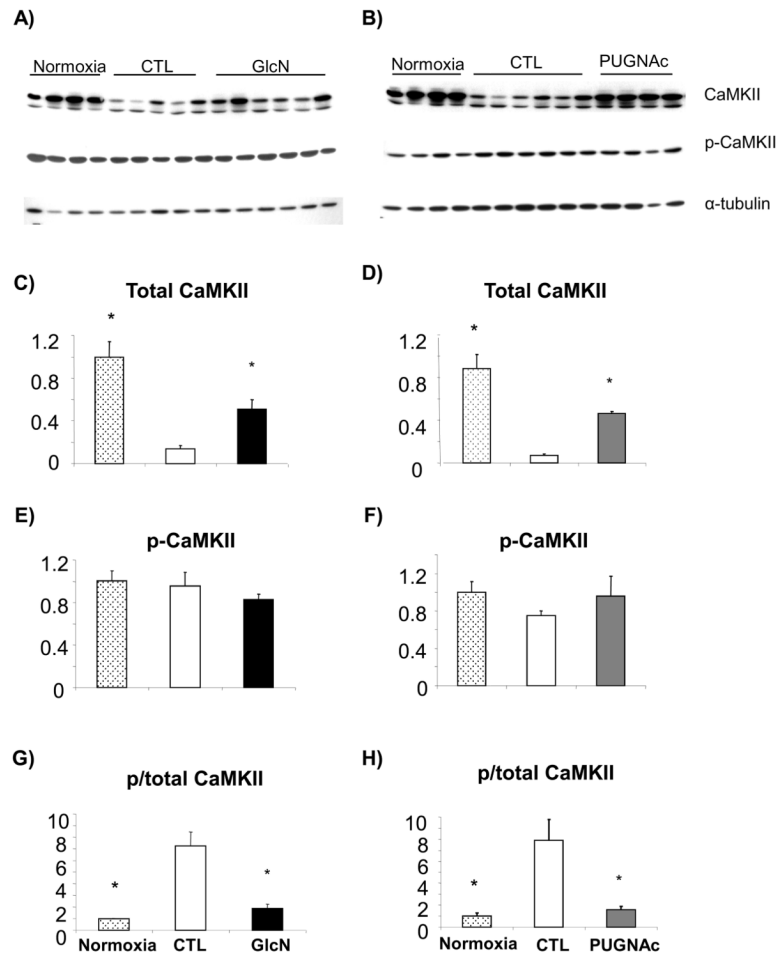 A)
B)
Normoxia CTL GlcN
Normoxia CTL PUGNAc
CaMKII
p-CaMKII
α-tubulin
C)
Total CaMKII
*
*
1.2
0.8
0.4
0
D)
Total CaMKII
*
*
1.2
0.8
0.4
0
E)
p-CaMKII
1.2
0.8
0.4
0
F)
p-CaMKII
1.2
0.8
0.4
0
G)
p/total CaMKII
10
8
6
4
2
0
*
*
Normoxia CTL GlcN
H)
p/total CaMKII
10
8
6
4
2
0
*
*
Normoxia CTL PUGNAc